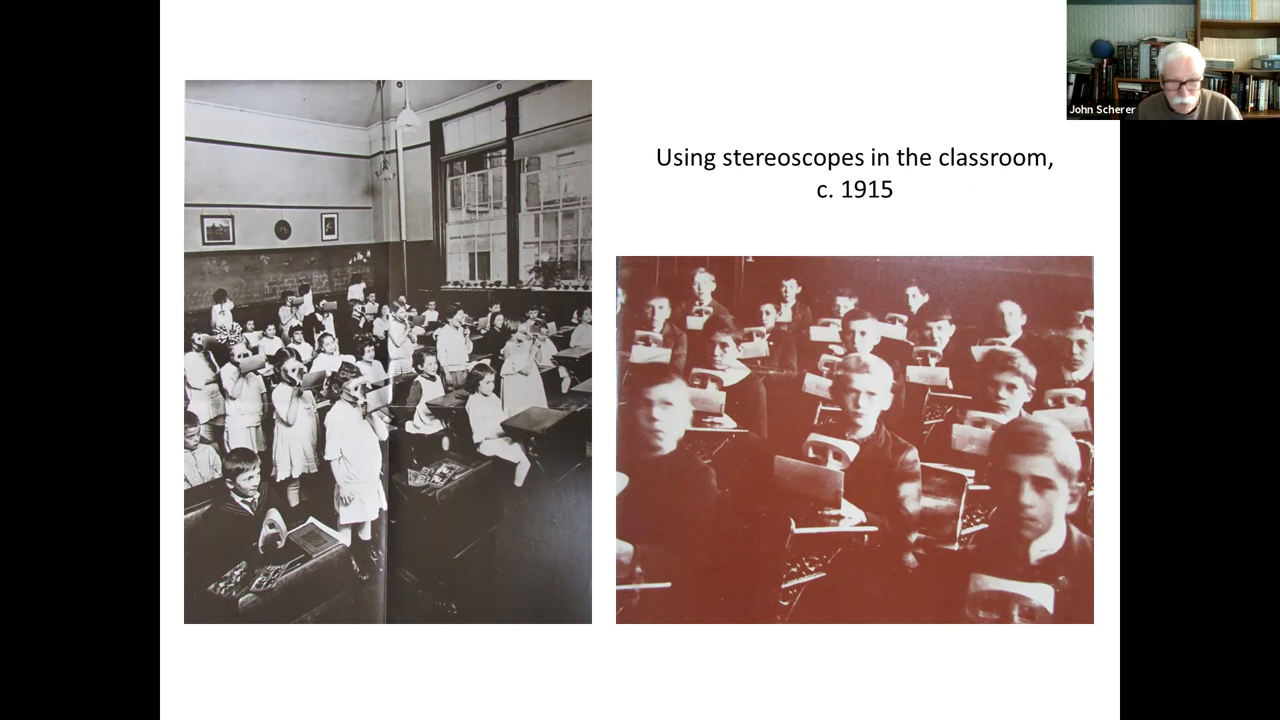 John Scherer
Using stereoscopes in the classroom,
c. 1915